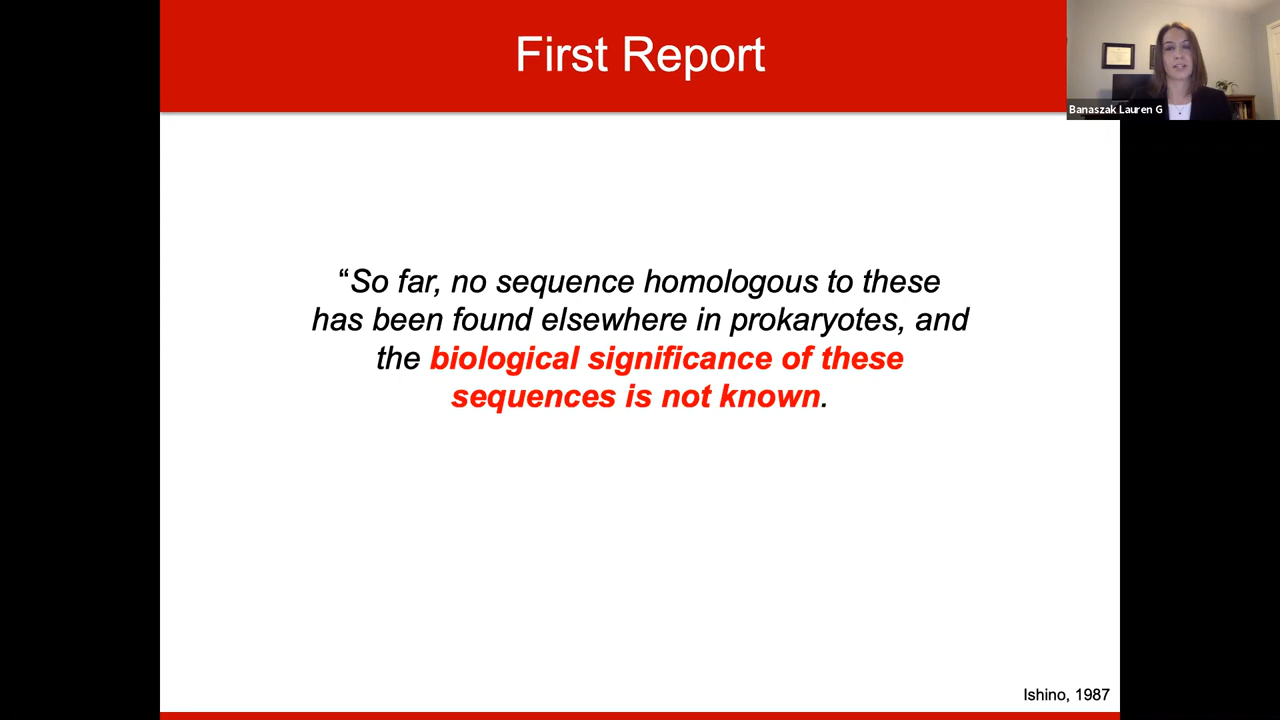 First Report
Banaszak Lauren G
“So far, no sequence homologous to these
has been found elsewhere in prokaryotes, and
the biological significance of these
sequences is not known.
Ishino, 1987